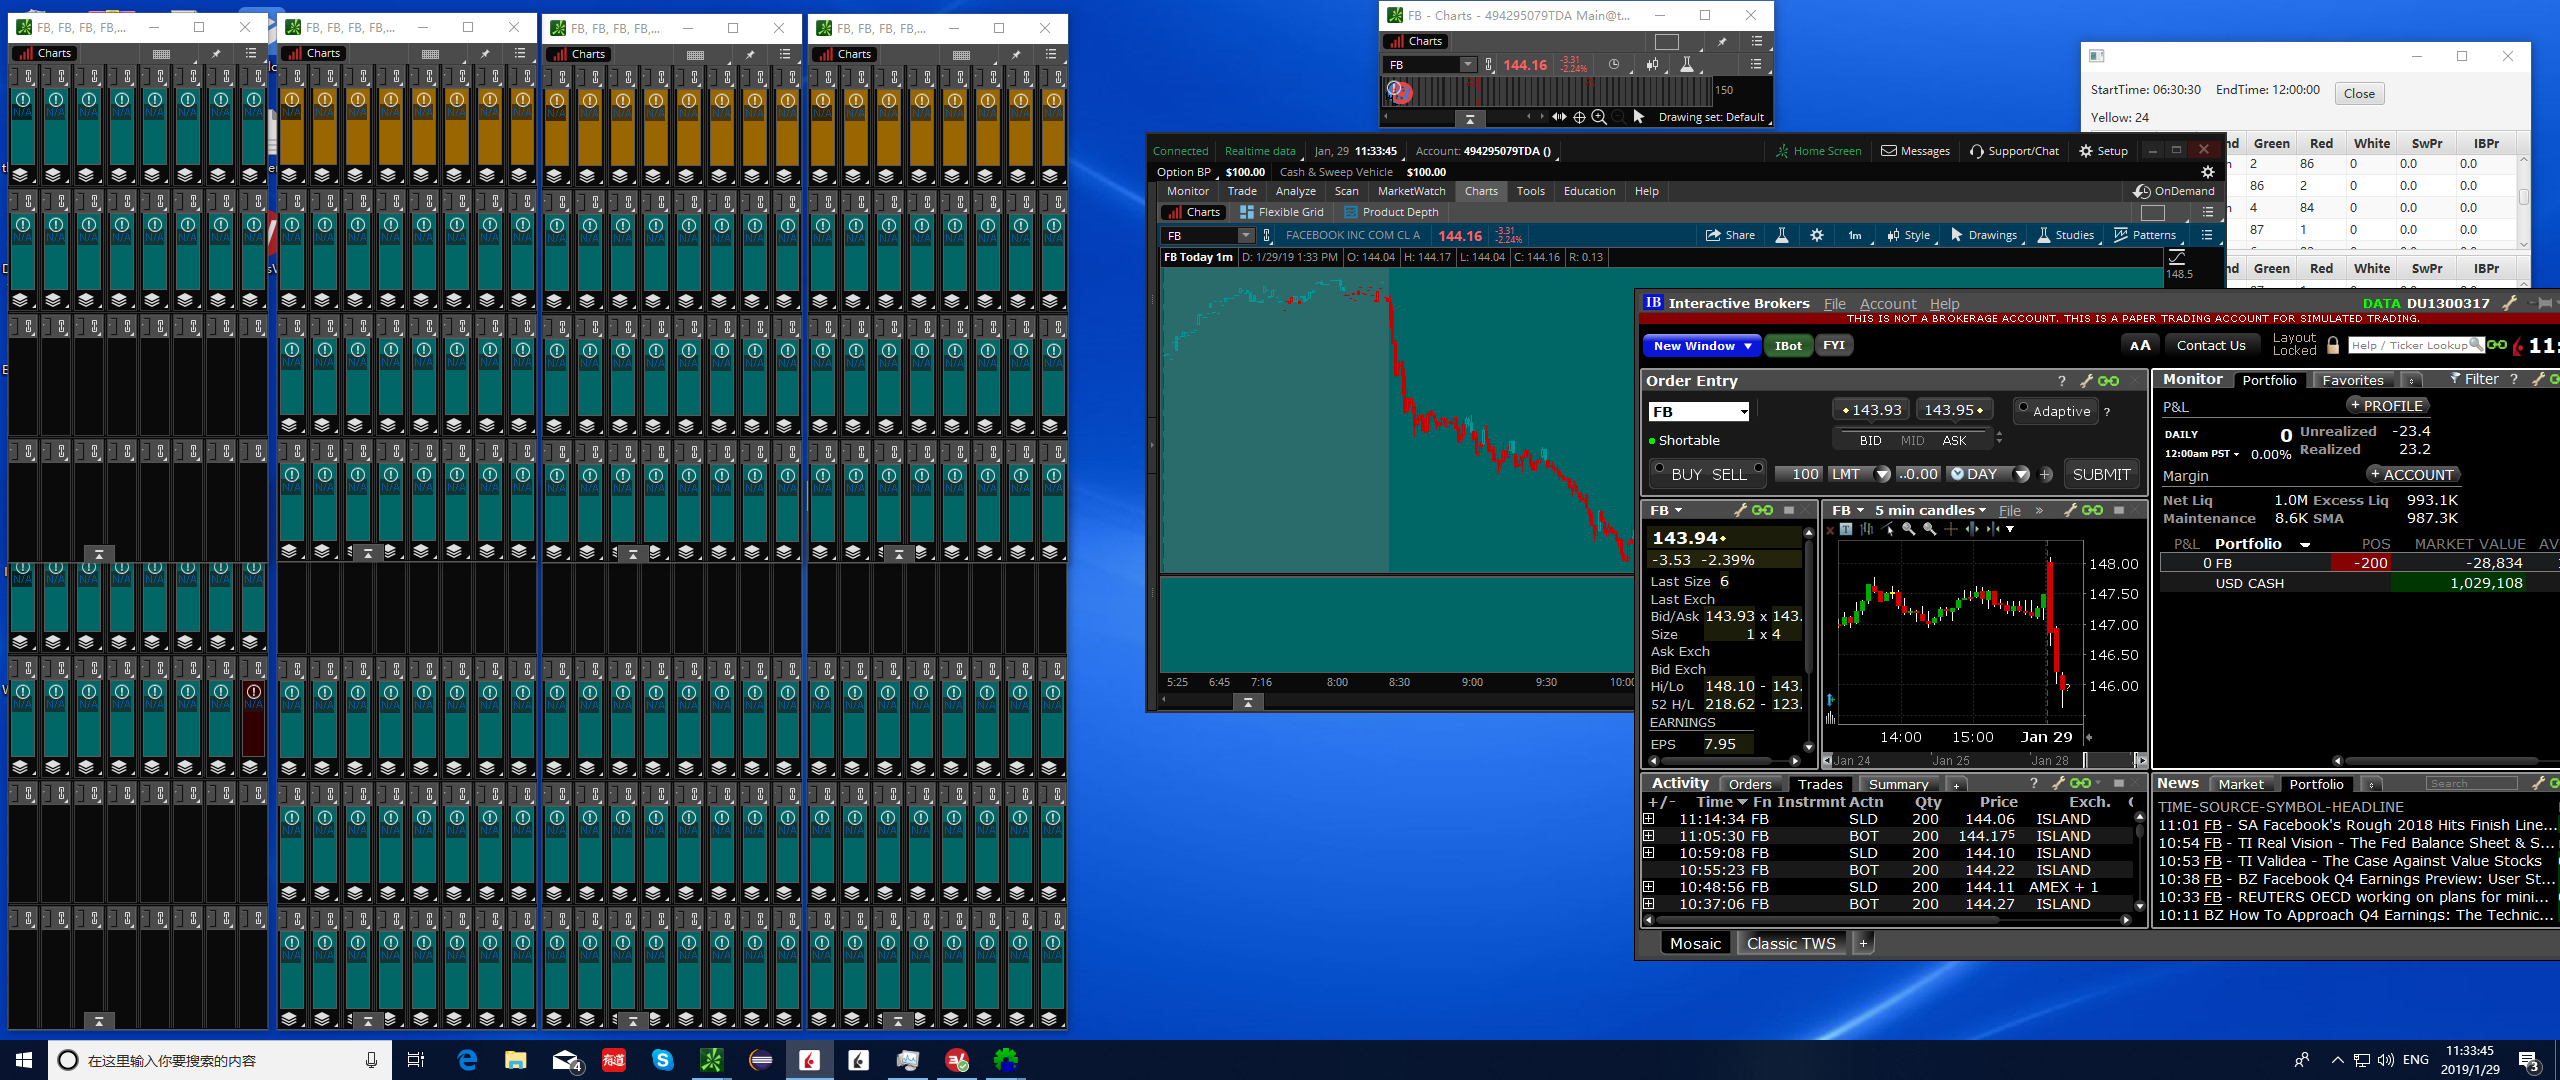 FB, FB, FB, FB,...
FB, FB, FB, FB,...
FB, FB, FB, FB,...
FB, FB, FB, FB,...
Charts
Charts
Charts
Charts
N/A
FB - Charts - 494295079TDA Main@t...
Charts
FB
144.16
-3.31
-2.24%
150
Drawing set: Default
StartTime: 06:30:30 EndTime: 12:00:00 Close
Yellow: 24
Green Red White SwPr IBPr
2 86 0 0.0 0.0
86 2 0 0.0 0.0
4 84 0 0.0 0.0
87 1 0 0.0 0.0
nd Green Red White SwPr IBPr
Connected Realtime data Jan, 29 11:33:45 Account: 494295079TDA () Home Screen Messages Support/Chat Setup
Option BP $100.00 Cash & Sweep Vehicle $100.00
Monitor Trade Analyze Scan MarketWatch Charts Tools Education Help OnDemand
Charts Flexible Grid Product Depth
FB FACEBOOK INC COM CL A 144.16 -3.31 -2.24% Share 1m Style Drawings Studies Patterns
FB Today 1m D: 1/29/19 1:33 PM O: 144.04 H: 144.17 L: 144.04 C: 144.16 R: 0.13
148.5
5:25 6:45 7:16 8:00 8:30 9:00 9:30 10:00
IB Interactive Brokers File Account Help DATA DU1300317
THIS IS NOT A BROKERAGE ACCOUNT. THIS IS A PAPER TRADING ACCOUNT FOR SIMULATED TRADING.
New Window IBot FYI AA Contact Us Layout Locked Help / Ticker Lookup 11:
Order Entry ?
FB 143.93 143.95 Adaptive ?
Shortable BID MID ASK
BUY SELL 100 LMT ..0.00 DAY + SUBMIT
FB
143.94
-3.53 -2.39%
Last Size 6
Last Exch
Bid/Ask 143.93 x 143.
Size 1 x 4
Ask Exch
Bid Exch
Hi/Lo 148.10 - 143.
52 H/L 218.62 - 123.
EARNINGS
EPS 7.95
FB 5 min candles File »
148.00
147.50
147.00
146.50
146.00
14:00 15:00 Jan 29
Jan 24 Jan 25 Jan 28
Monitor Portfolio Favorites Filter ?
P&L + PROFILE
DAILY 0 Unrealized -23.4
12:00am PST 0.00% Realized 23.2
Margin + ACCOUNT
Net Liq 1.0M Excess Liq 993.1K
Maintenance 8.6K SMA 987.3K
P&L Portfolio POS MARKET VALUE AV
0 FB -200 -28,834
USD CASH 1,029,108
Activity Orders Trades Summary + ?
+/- Time Fn Instrmnt Actn Qty Price Exch.
11:14:34 FB SLD 200 144.06 ISLAND
11:05:30 FB BOT 200 144.175 ISLAND
10:59:08 FB SLD 200 144.10 ISLAND
10:55:23 FB BOT 200 144.22 ISLAND
10:48:56 FB SLD 200 144.11 AMEX + 1
10:37:06 FB BOT 200 144.27 ISLAND
News Market Portfolio Search
TIME-SOURCE-SYMBOL-HEADLINE
11:01 FB - SA Facebook's Rough 2018 Hits Finish Line...
10:54 FB - TI Real Vision - The Fed Balance Sheet & S...
10:53 FB - TI Validea - The Case Against Value Stocks
10:38 FB - BZ Facebook Q4 Earnings Preview: User St...
10:33 FB - REUTERS OECD working on plans for mini...
10:11 BZ How To Approach Q4 Earnings: The Technic...
Mosaic Classic TWS +
在这里输入你要搜索的内容
4
有道
ENG
11:33:45
2019/1/29
3